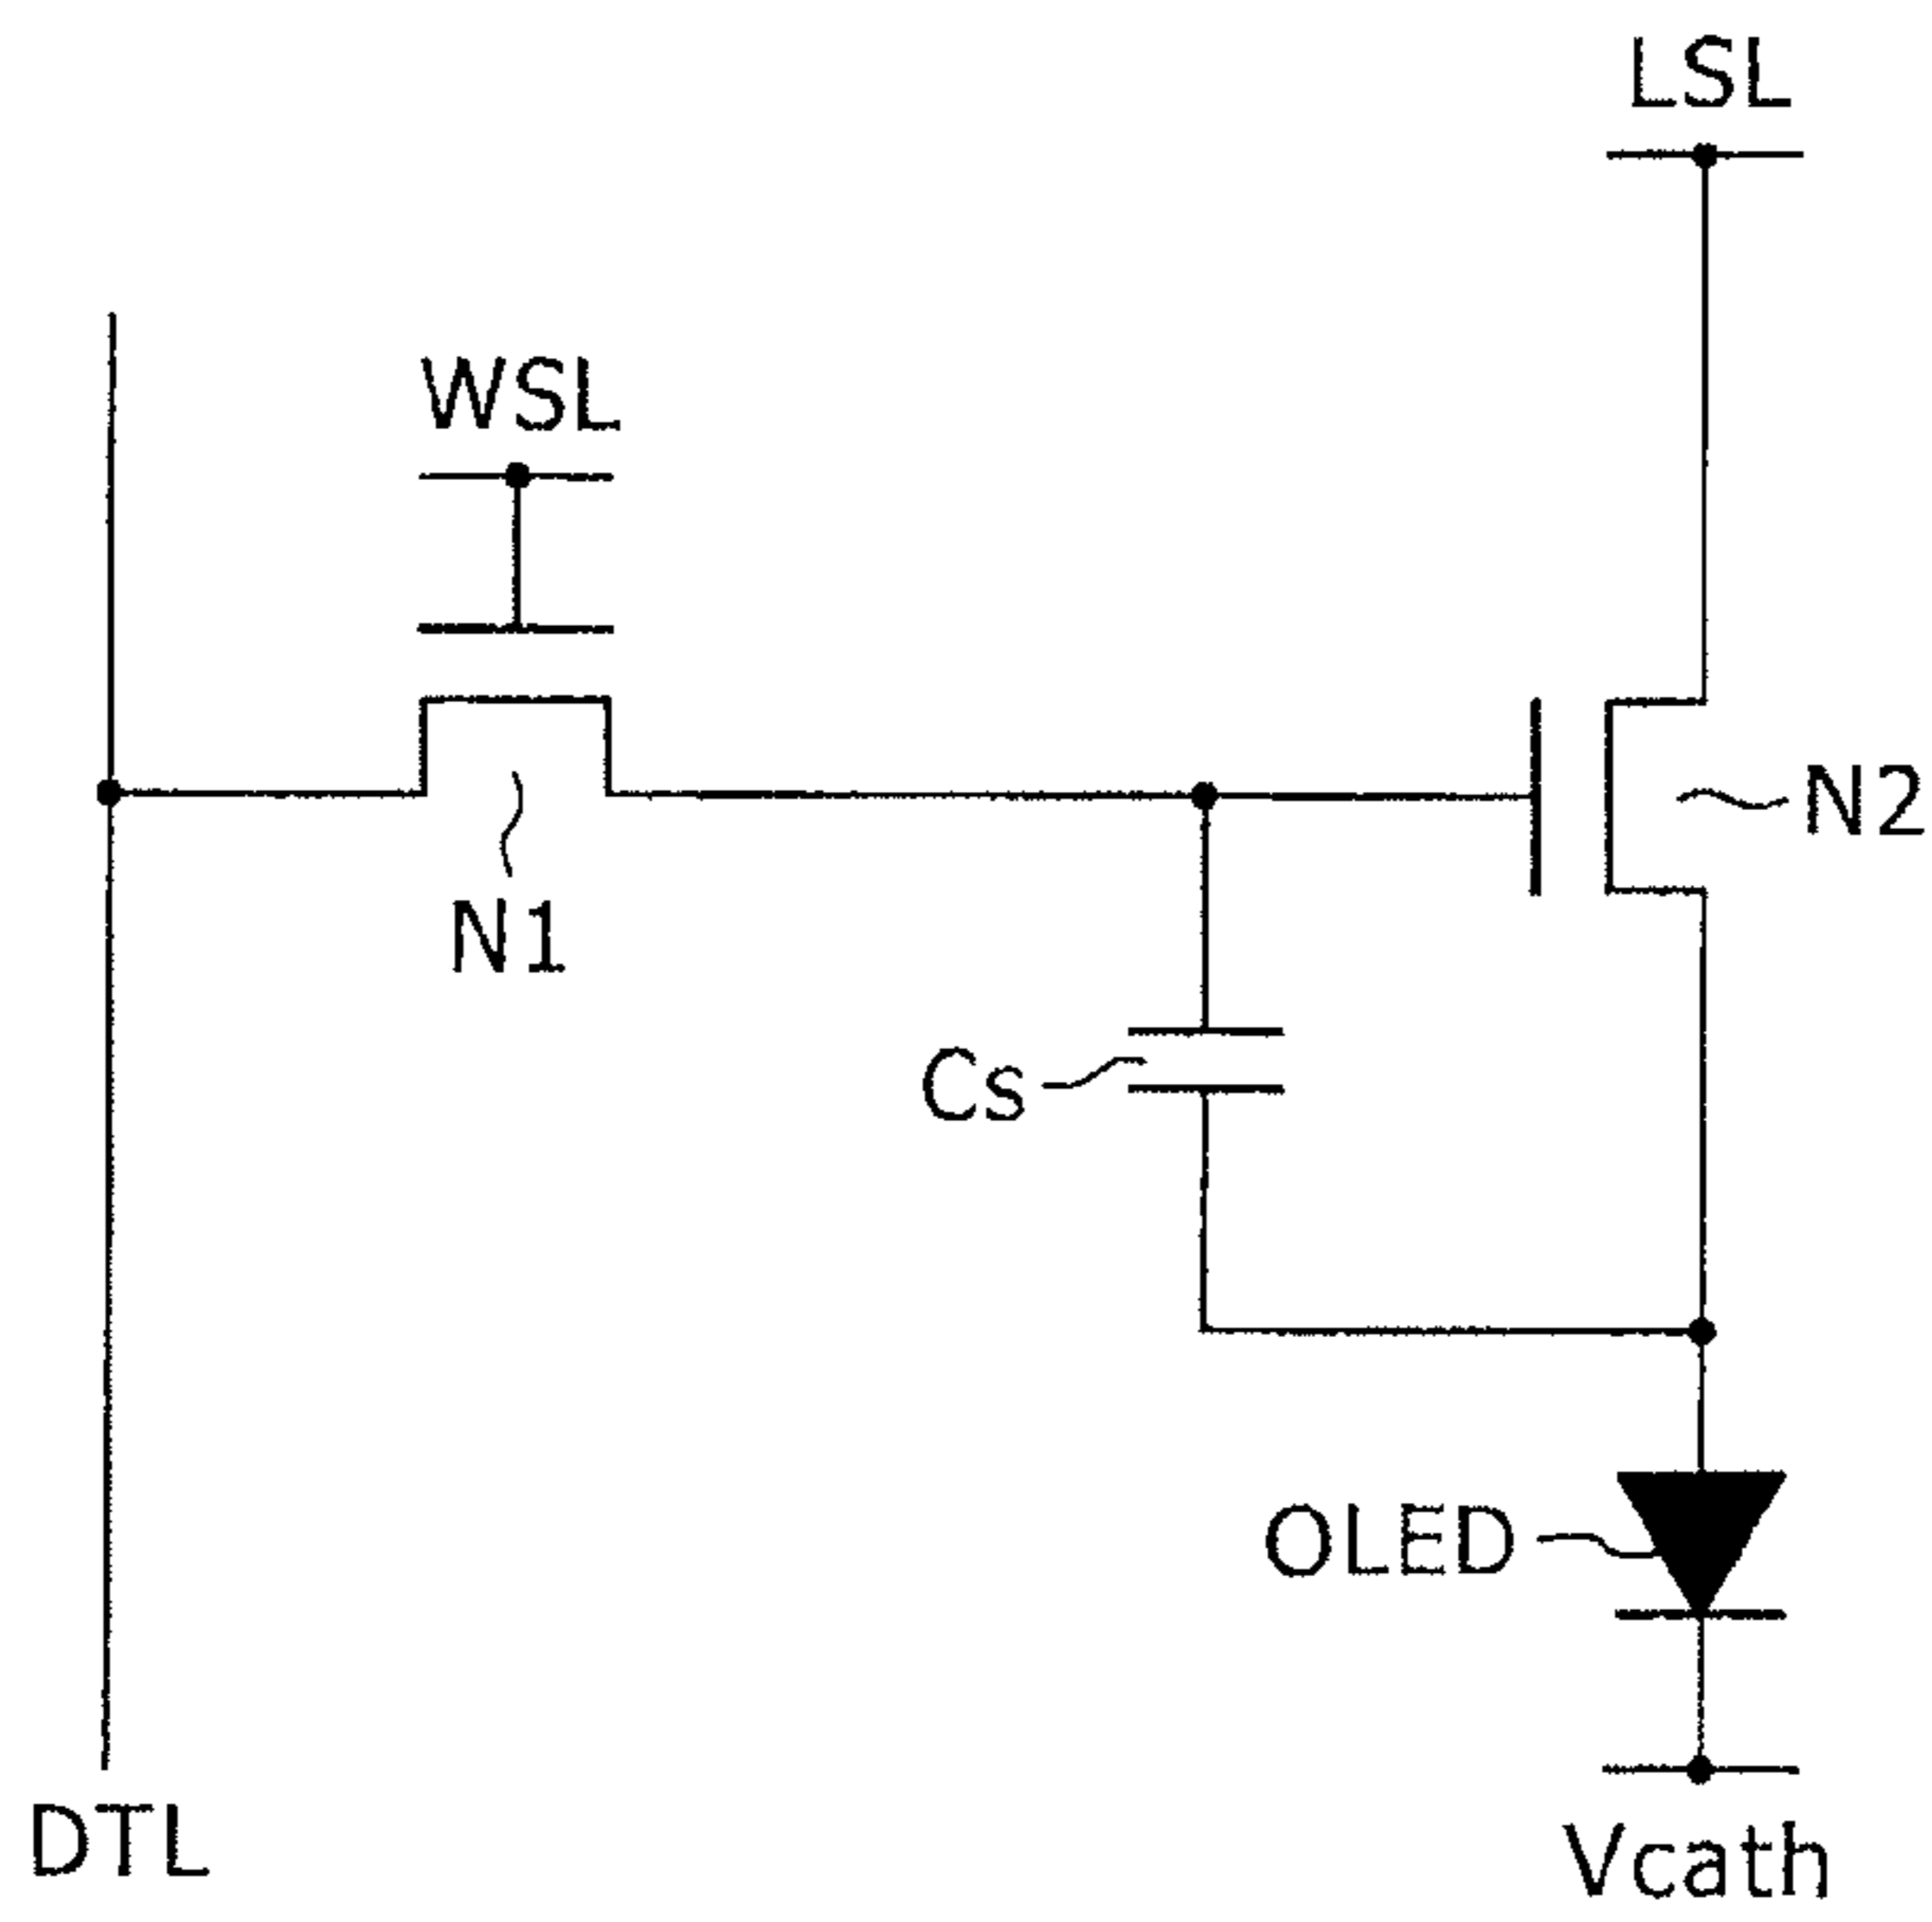 LSL
WSL
N2
N1
Cs
OLED
DTL
Vcath